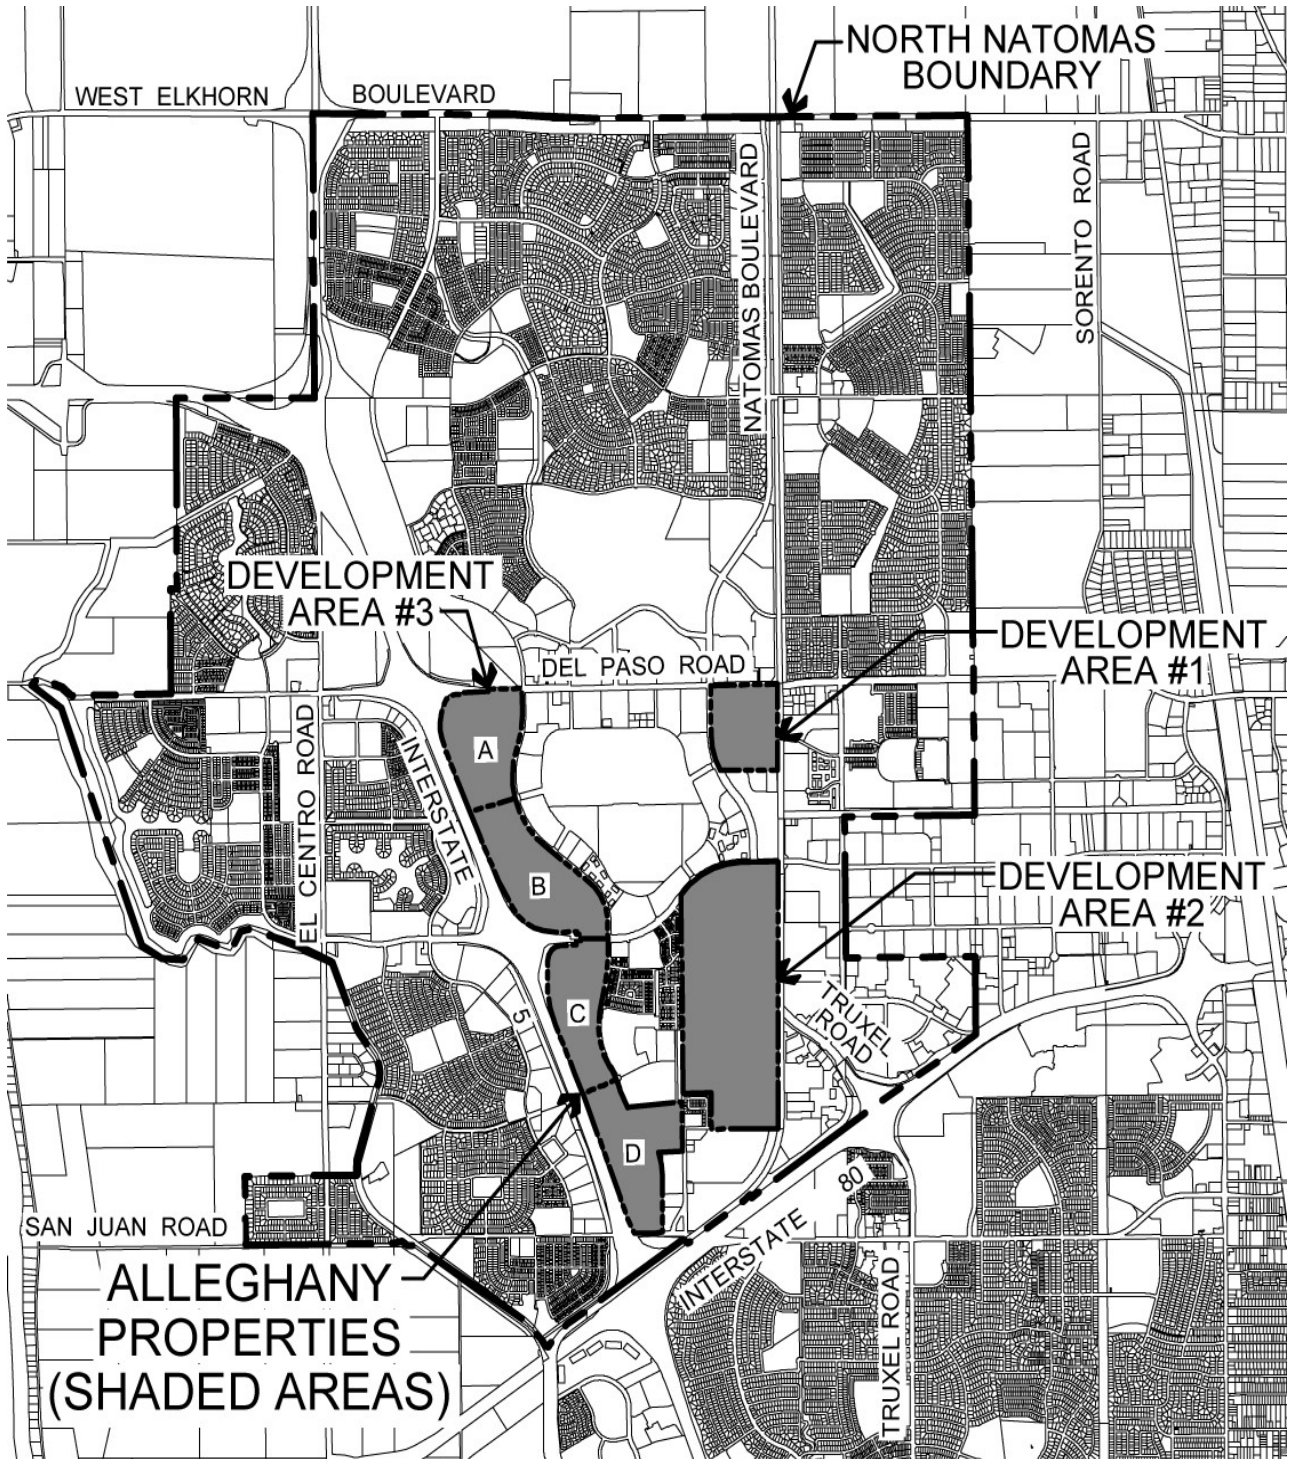 NORTH NATOMAS
BOUNDARY
WEST ELKHORN
BOULEVARD
NATOMAS BOULEVARD
SORENTO ROAD
DEVELOPMENT
AREA #3
DEL PASO ROAD
DEVELOPMENT
AREA #1
EL CENTRO ROAD
INTERSTATE
A
B
DEVELOPMENT
AREA #2
TRUXEL
ROAD
5
C
D
80
INTERSTATE
SAN JUAN ROAD
ALLEGHANY
PROPERTIES
(SHADED AREAS)
TRUXEL ROAD